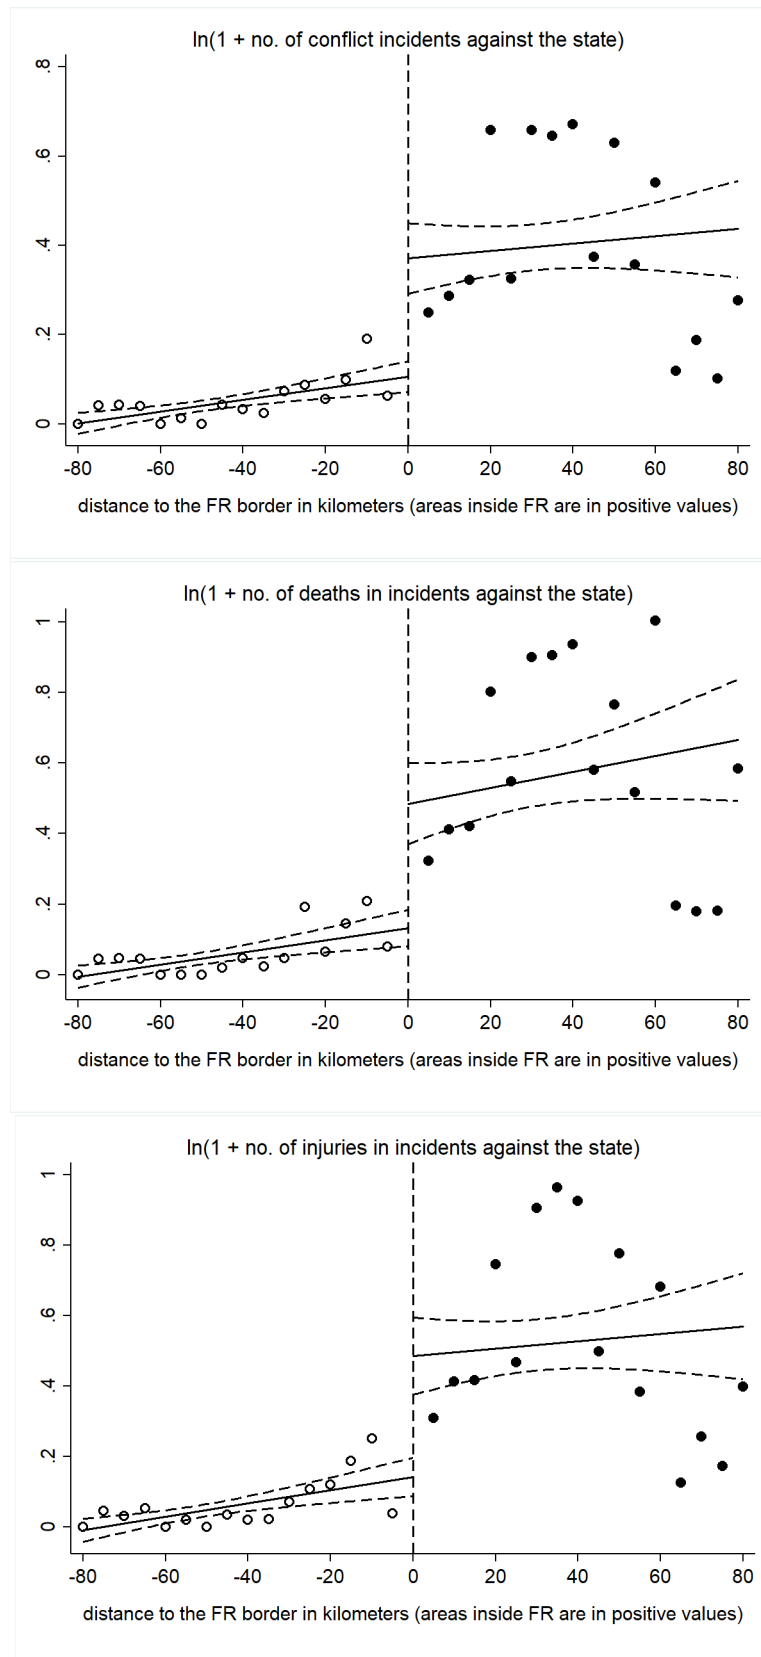 ln(1 + no. of conflict incidents against the state)
.8
.6
.4
.2
0
-80 -60 -40 -20 0 20 40 60 80
distance to the FR border in kilometers (areas inside FR are in positive values)
ln(1 + no. of deaths in incidents against the state)
1
.8
.6
.4
.2
0
-80 -60 -40 -20 0 20 40 60 80
distance to the FR border in kilometers (areas inside FR are in positive values)
ln(1 + no. of injuries in incidents against the state)
1
.8
.6
.4
.2
0
-80 -60 -40 -20 0 20 40 60 80
distance to the FR border in kilometers (areas inside FR are in positive values)